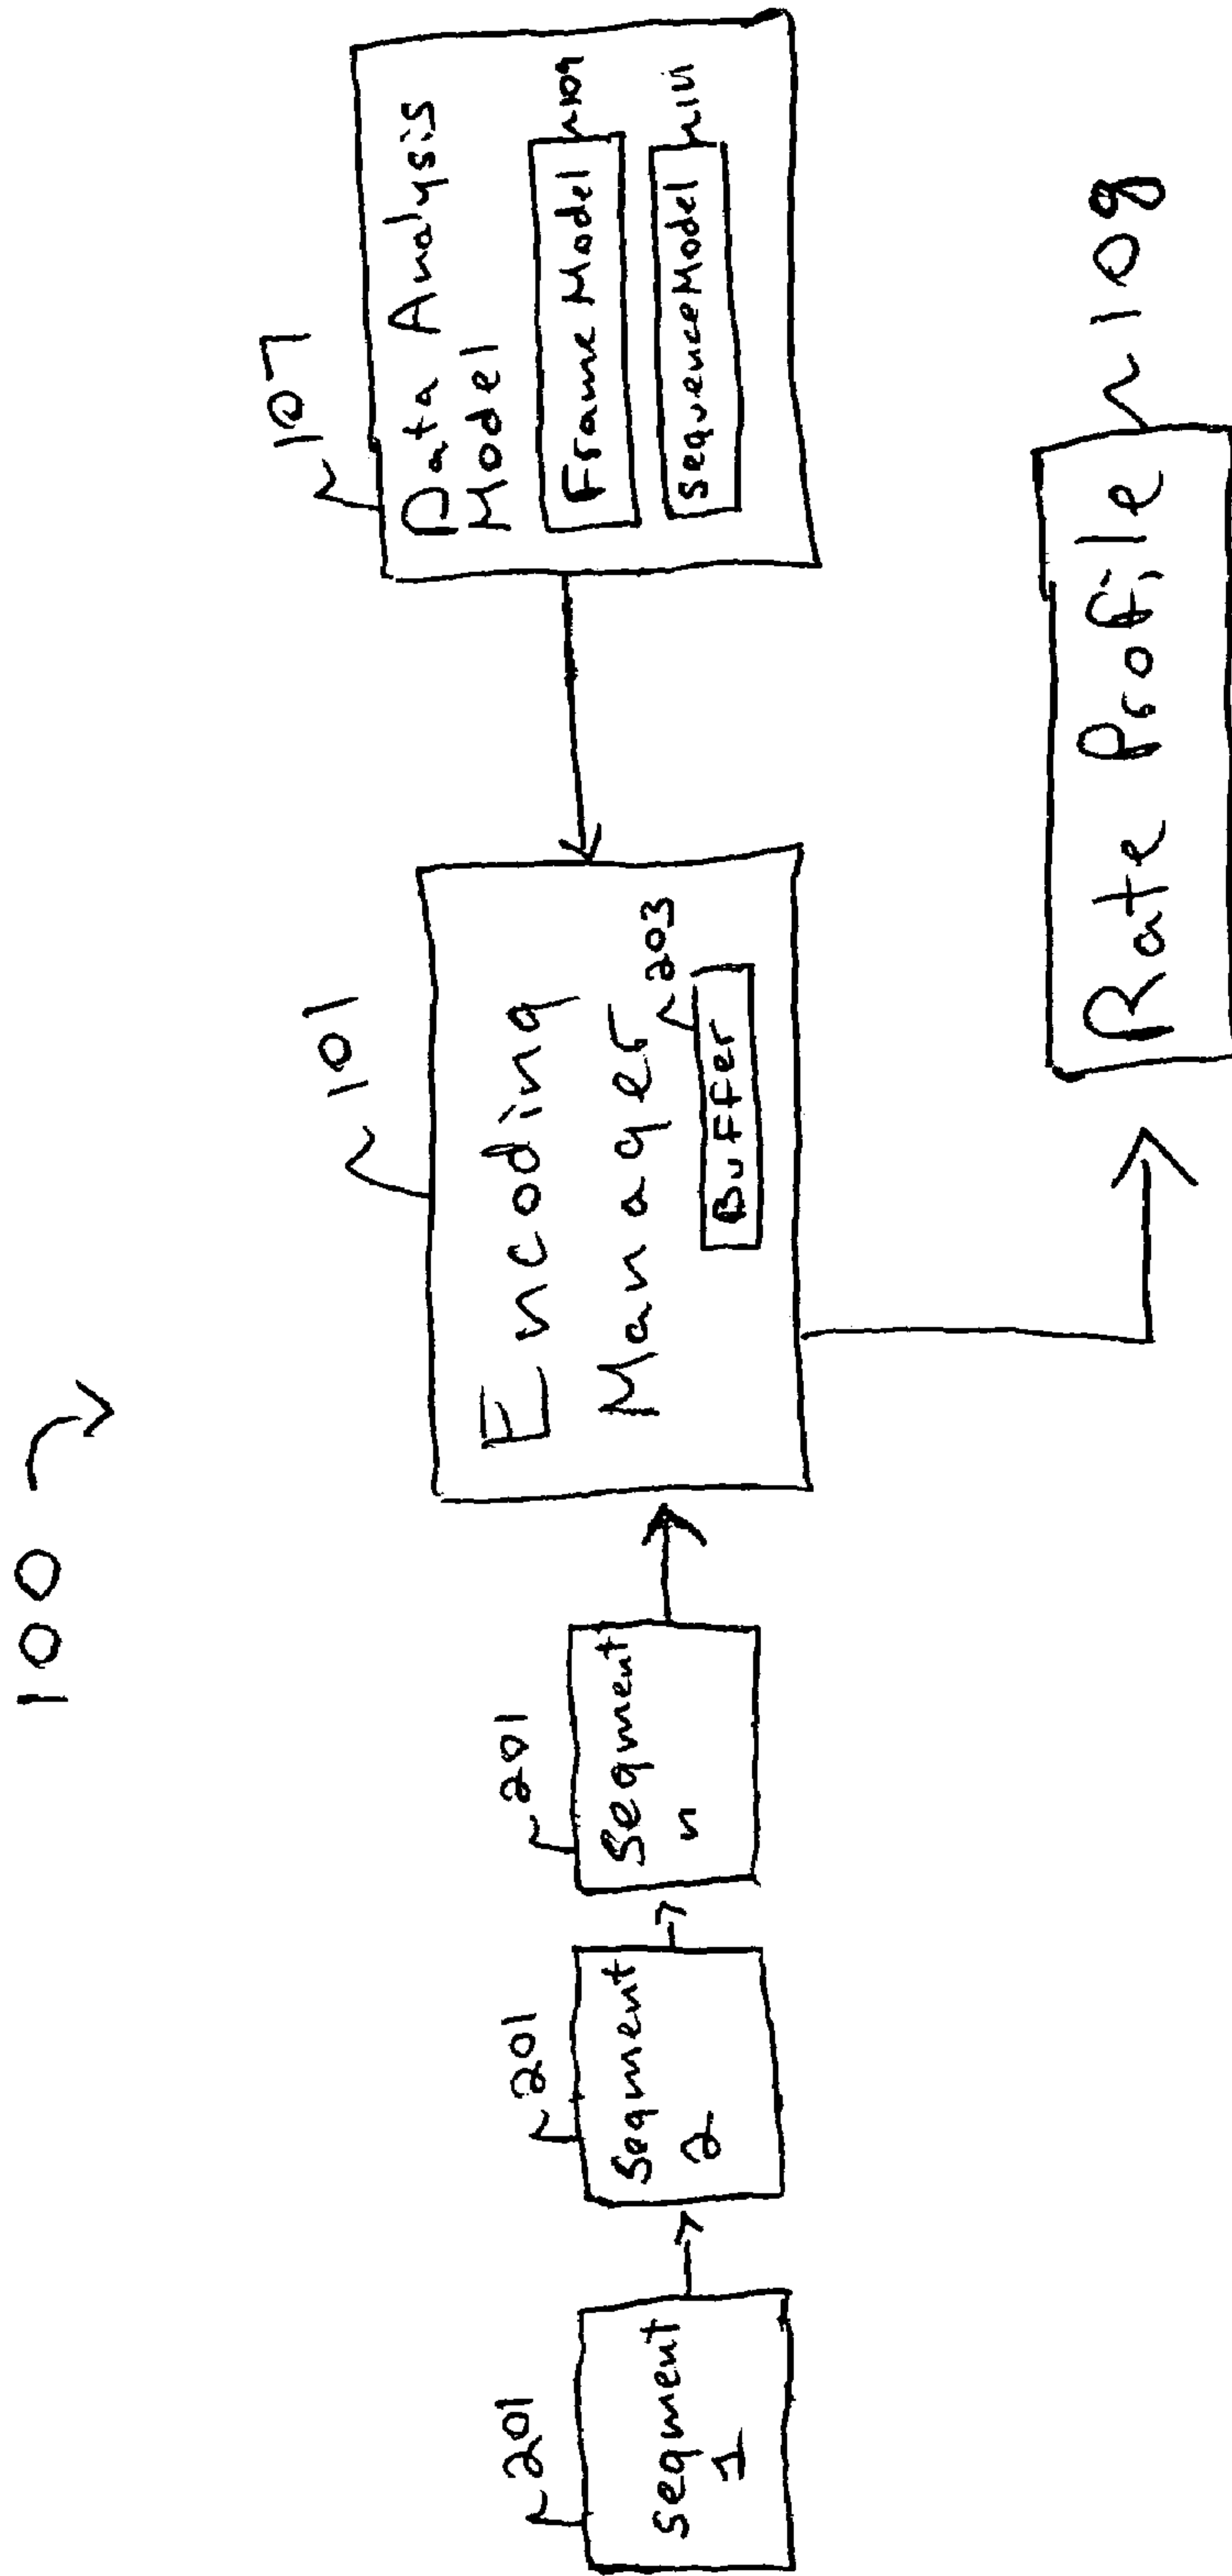 100
201
Segment
1
201
Segment
2
201
Segment
n
101
Encoding
Manager
203
Buffer
107
Data Analysis
Model
Frame Model
109
sequence Model
Rate Profile
108